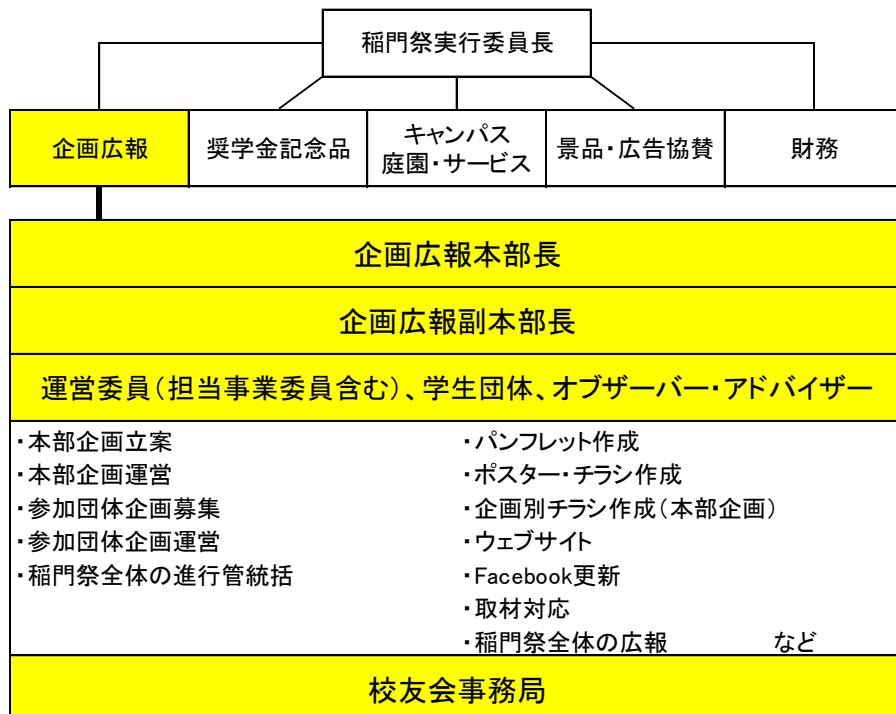 稲門祭実行委員長
企画広報
奨学金記念品
キャンパス
庭園・サービス
景品・広告協賛
財務
企画広報本部長
企画広報副本部長
運営委員(担当事業委員含む)、学生団体、オブザーバー・アドバイザー
・本部企画立案
・本部企画運営
・参加団体企画募集
・参加団体企画運営
・稲門祭全体の進行管統括
・パンフレット作成
・ポスター・チラシ作成
・企画別チラシ作成(本部企画)
・ウェブサイト
・Facebook更新
・取材対応
・稲門祭全体の広報 など
校友会事務局